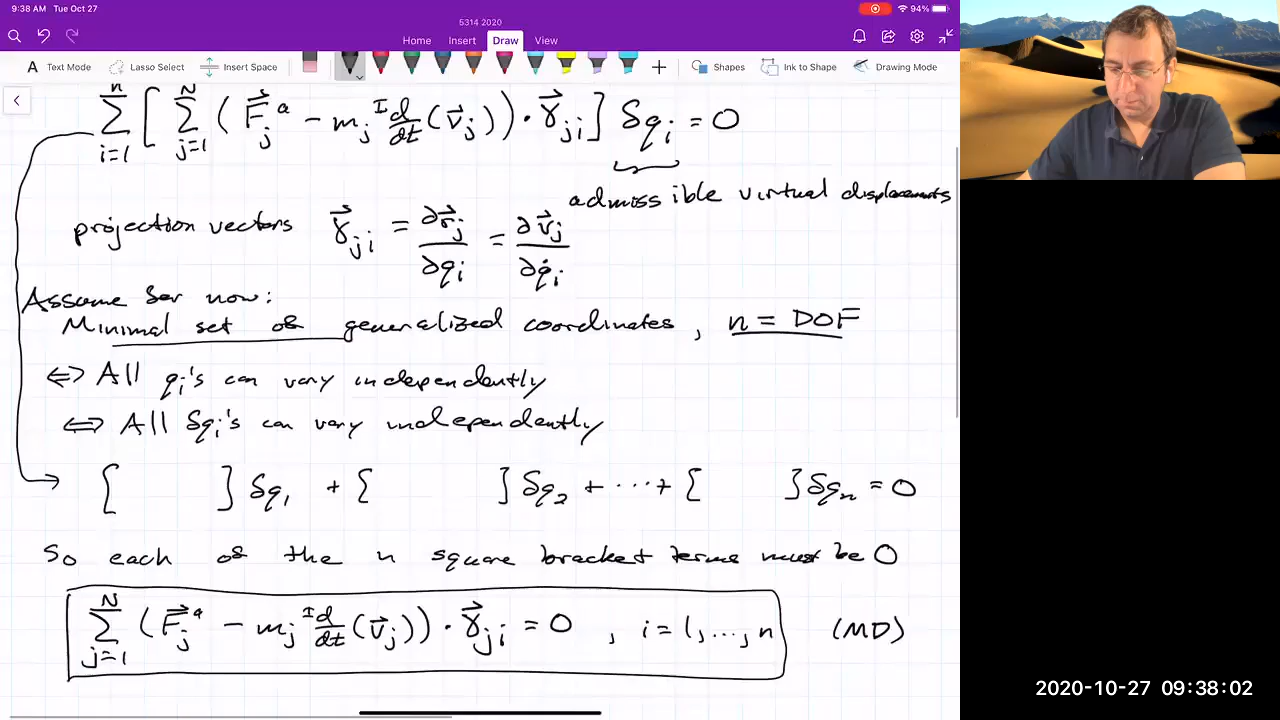 9:38 AM Tue Oct 27
94%
5314 2020
Home Insert Draw View
Text Mode Lasso Select Insert Space Shapes Ink to Shape Drawing Mode
n∑i=1 [ N∑j=1 ( F⃗jᵃ − mj ᴵd/dt (v⃗j) ) · γ⃗ji ] δqi = 0
admissible virtual displacements
projection vectors γ⃗ji = ∂r⃗j/∂qi = ∂v⃗j/∂q̇i
Assume for now:
Minimal set of generalized coordinates, n = DOF
⟺ All qi's can vary independently
⟺ All δqi's can vary independently
[ ] δq1 + [ ] δq2 + ··· + [ ] δqn = 0
So each of the n square bracket terms must be 0
N∑j=1 ( F⃗jᵃ − mj ᴵd/dt (v⃗j) ) · γ⃗ji = 0 , i = 1, ..., n (MD)
2020-10-27 09:38:02